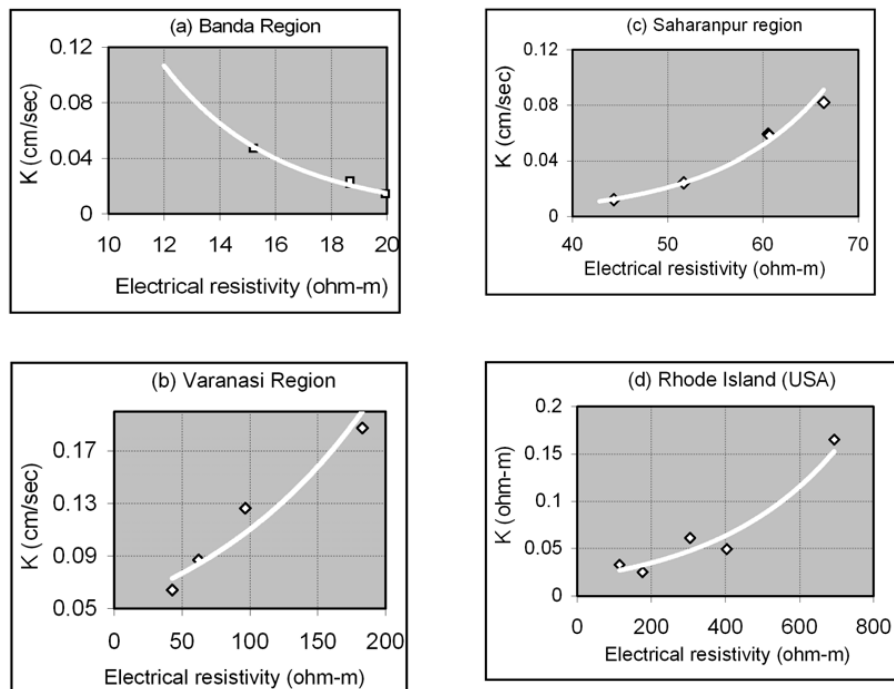 (a) Banda Region
K (cm/sec)
0.12
0.08
0.04
0
10 12 14 16 18 20
Electrical resistivity (ohm-m)
(c) Saharanpur region
K (cm/sec)
0.12
0.08
0.04
0
40 50 60 70
Electrical resistivity (ohm-m)
(b) Varanasi Region
K (cm/sec)
0.17
0.13
0.09
0.05
0 50 100 150 200
Electrical resistivity (ohm-m)
(d) Rhode Island (USA)
K (ohm-m)
0.2
0.15
0.1
0.05
0
0 200 400 600 800
Electrical resistivity (ohm-m)